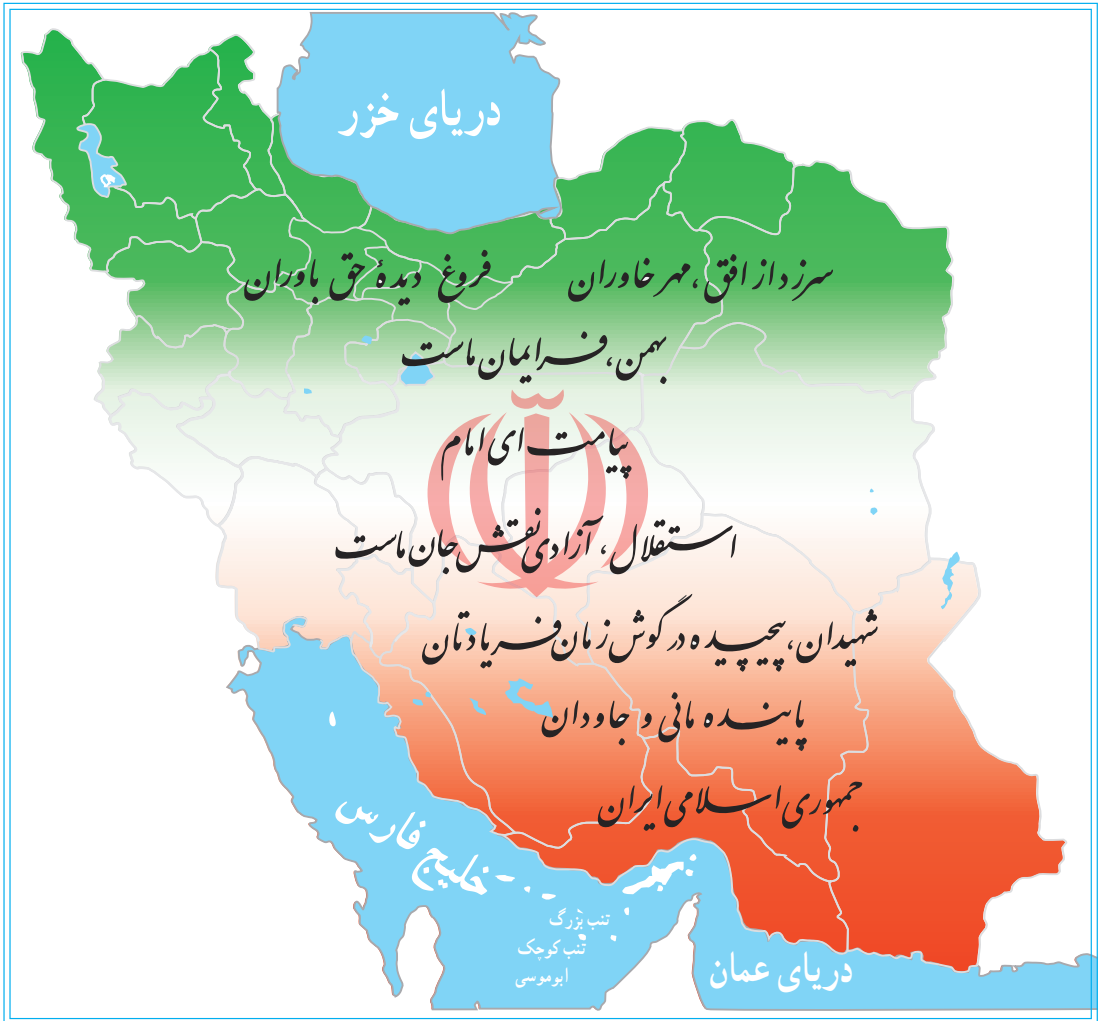 دریای خزر
سر زد از افق، مهر خاوران فروغ دیدهٔ حق باوران
بهمن، فر ایمان ماست
پیامت ای امام
استقلال، آزادی نقش جان ماست
شهیدان، پیچیده در گوش زمان فریادتان
پاینده مانی و جاودان
جمهوری اسلامی ایران
خلیج فارس
تنب بزرگ
تنب کوچک
ابوموسی
دریای عمان